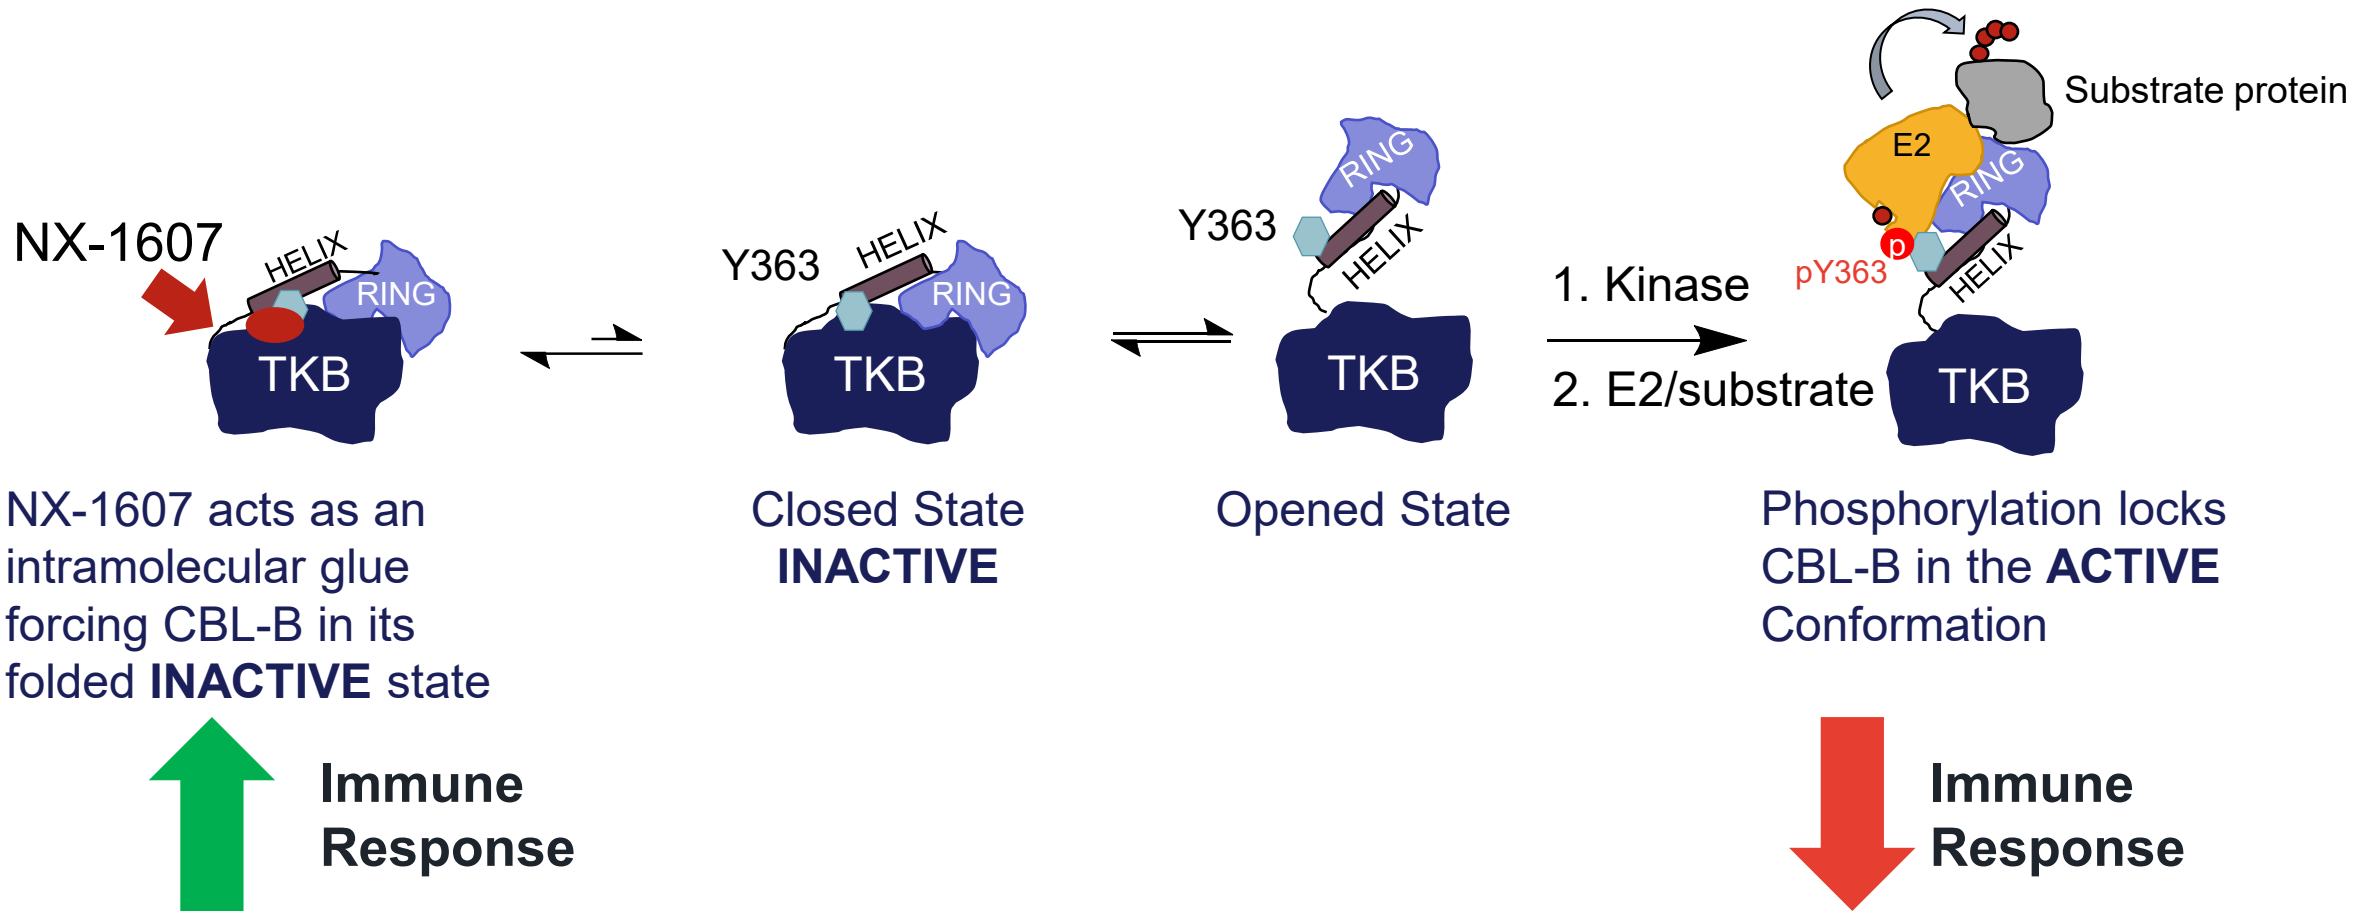 NX-1607
HELIX
RING
TKB
Y363
HELIX
RING
TKB
Y363
RING
HELIX
TKB
1. Kinase
2. E2/substrate
Substrate protein
E2
RING
p
pY363
HELIX
TKB
NX-1607 acts as an
intramolecular glue
forcing CBL-B in its
folded INACTIVE state
Closed State
INACTIVE
Opened State
Phosphorylation locks
CBL-B in the ACTIVE
Conformation
Immune
Response
Immune
Response